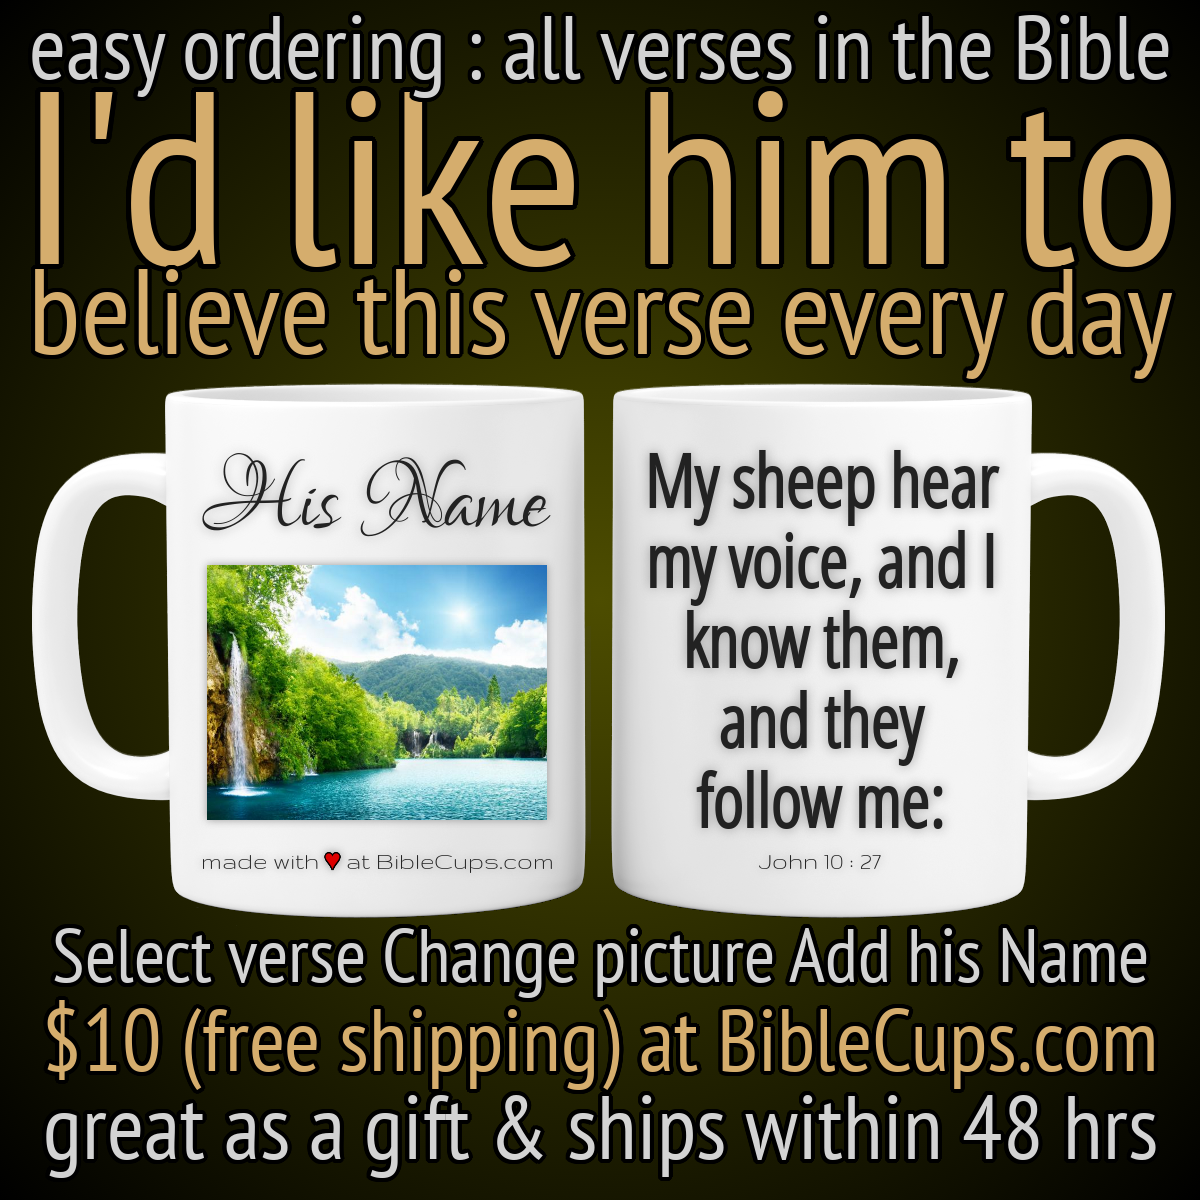 easy ordering : all verses in the Bible
I'd like him to
believe this verse every day
His Name
made with ♥ at BibleCups.com
My sheep hear
my voice, and I
know them,
and they
follow me:
John 10 : 27
Select verse Change picture Add his Name
$10 (free shipping) at BibleCups.com
great as a gift & ships within 48 hrs